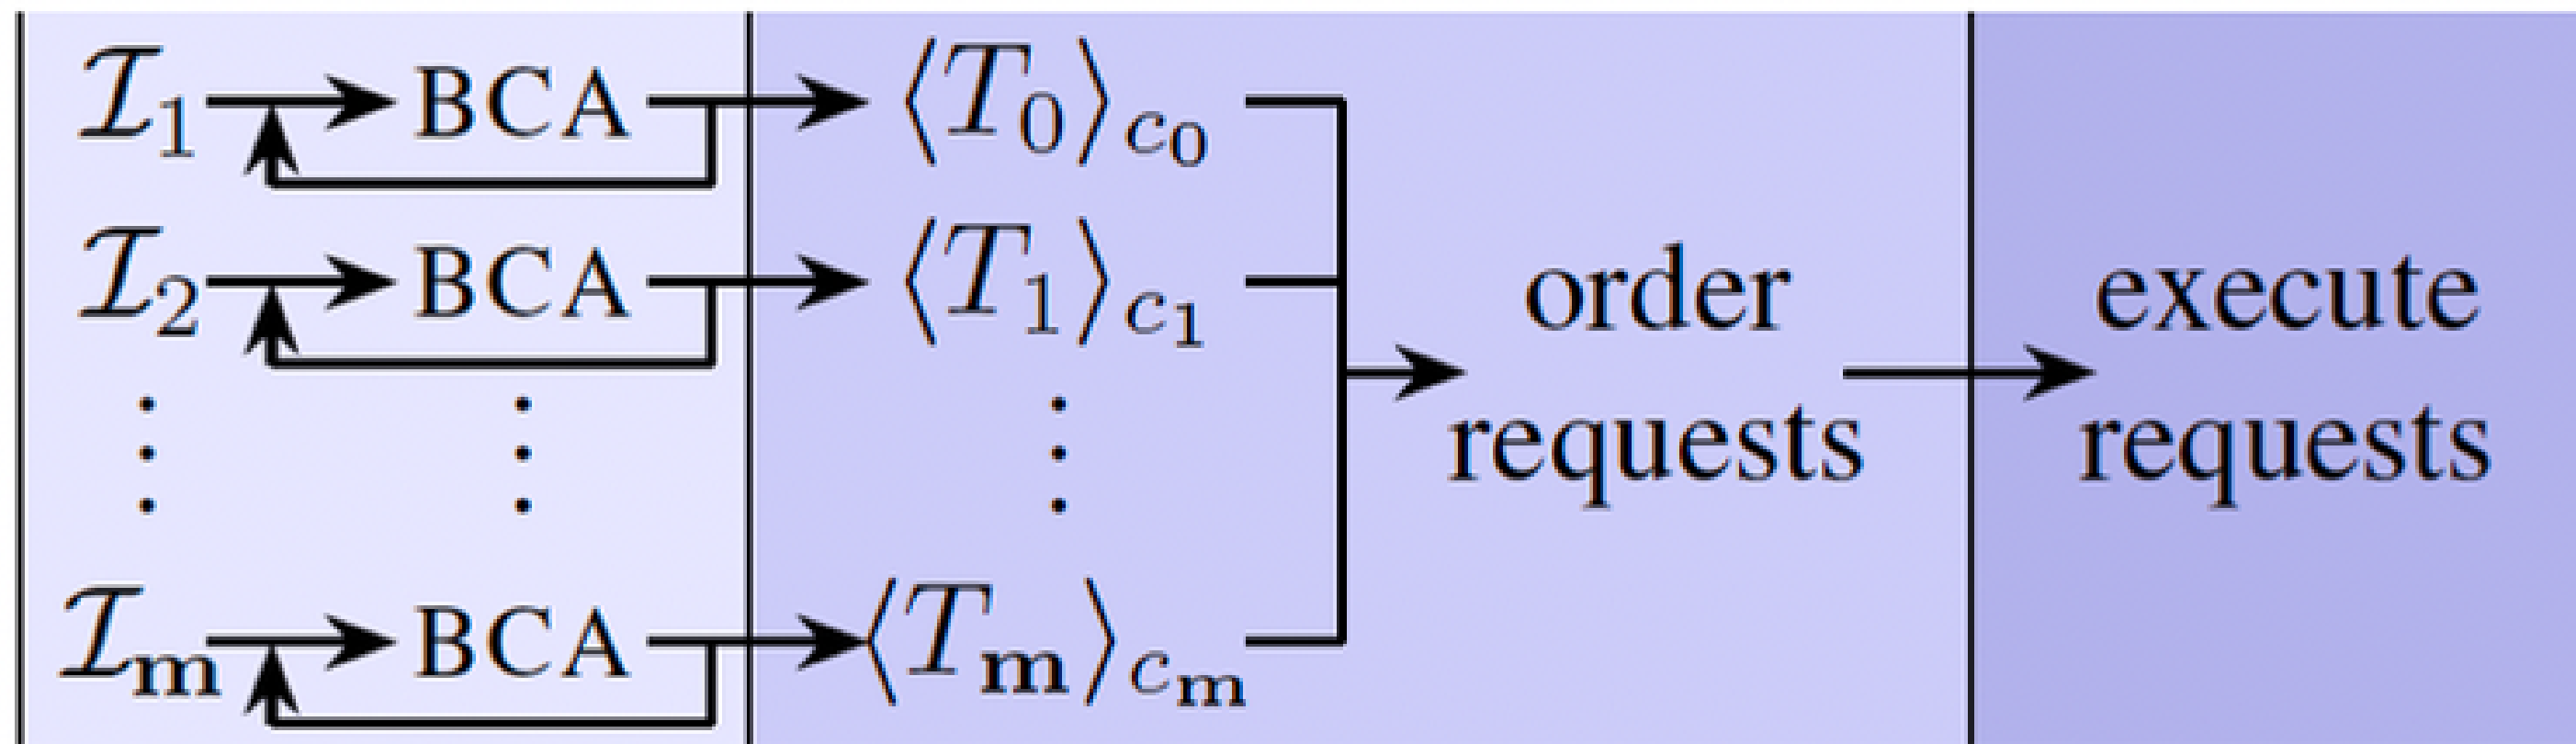 𝓘₁ BCA ⟨T₀⟩c₀
𝓘₂ BCA ⟨T₁⟩c₁
⋮ ⋮ ⋮
𝓘𝐦 BCA ⟨T𝐦⟩c𝐦
order
requests
execute
requests